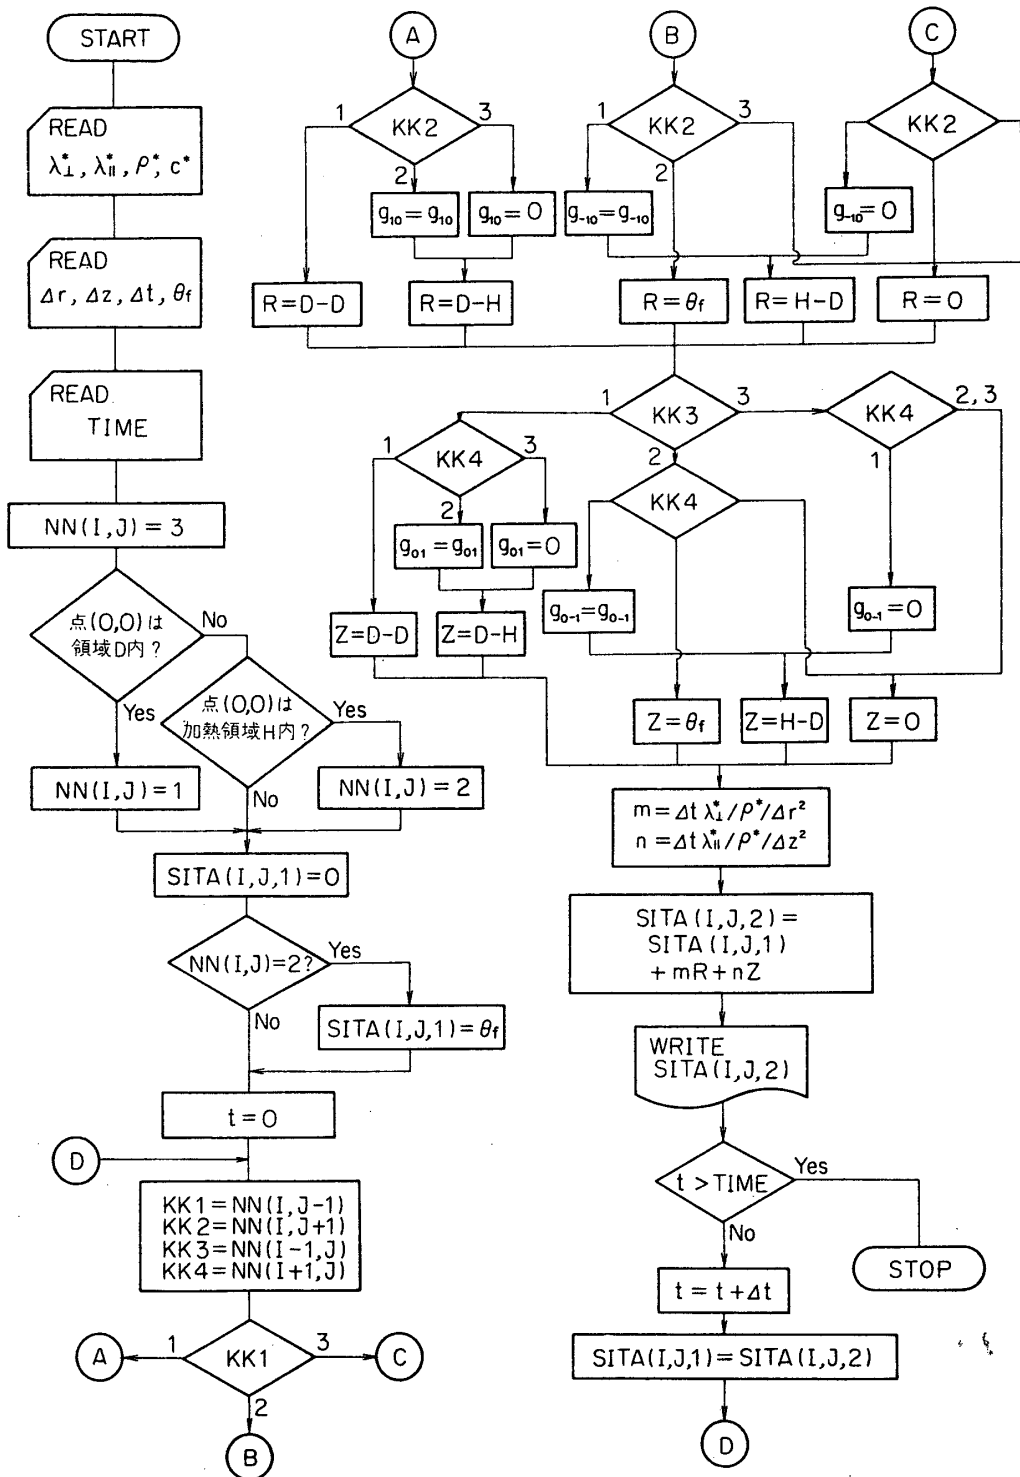 START
READ
λ*⊥, λ*∥, ρ*, c*
READ
Δr, Δz, Δt, θf
READ
TIME
NN(I,J)=3
点(0,0)は
領域D内?
No
Yes
点(0,0)は
加熱領域H内?
Yes
No
NN(I,J)=1
NN(I,J)=2
SITA(I,J,1)=0
NN(I,J)=2?
Yes
No
SITA(I,J,1)=θf
t=0
D
KK1=NN(I,J-1)
KK2=NN(I,J+1)
KK3=NN(I-1,J)
KK4=NN(I+1,J)
KK1
1
3
2
A
C
B
A
KK2
1
3
2
g10=g10
g10=0
R=D-D
R=D-H
B
KK2
1
3
2
g-10=g-10
R=θf
R=H-D
C
KK2
g-10=0
R=0
KK3
1
3
2
KK4
1
3
2
g01=g01
g01=0
Z=D-D
Z=D-H
KK4
g0-1=g0-1
KK4
2,3
1
g0-1=0
Z=θf
Z=H-D
Z=0
m=Δt λ*⊥/ρ*/Δr²
n=Δt λ*∥/ρ*/Δz²
SITA(I,J,2)=
SITA(I,J,1)
+mR+nZ
WRITE
SITA(I,J,2)
t>TIME
Yes
No
STOP
t=t+Δt
SITA(I,J,1)=SITA(I,J,2)
D